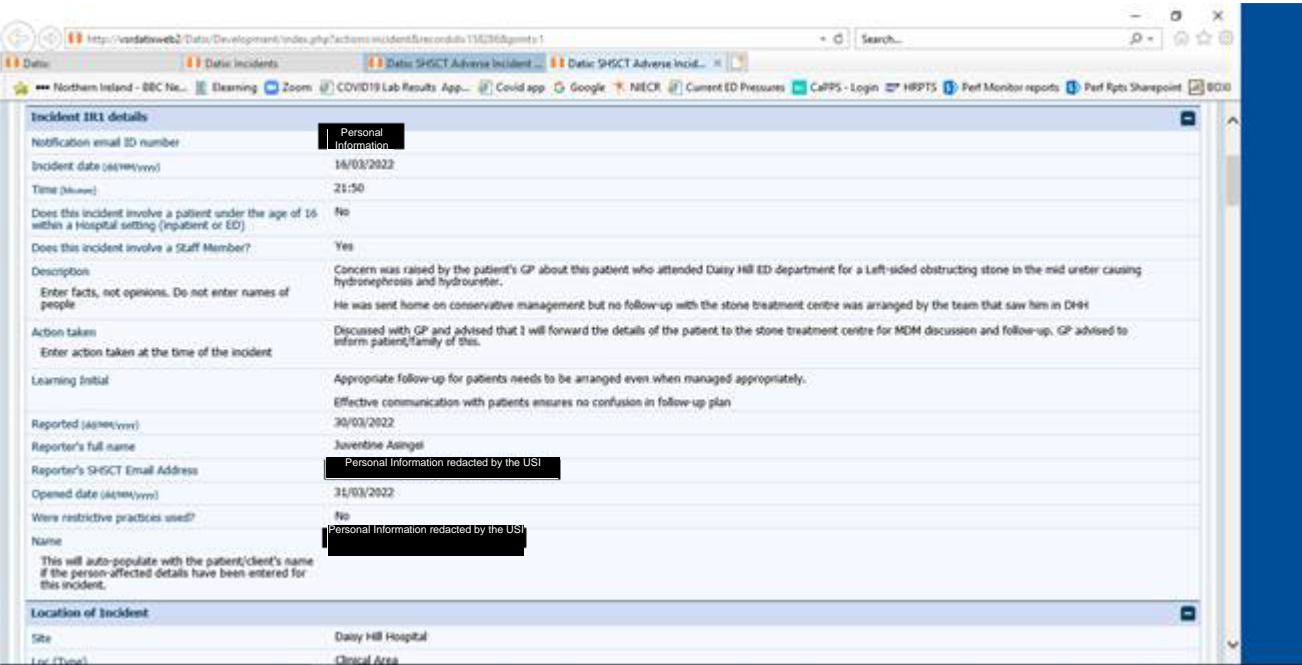 http://vsrdatixweb2/Datix/Development/index.php?action=incident&recordid=158286&print=1
Search...
Datix
Datix: Incidents
Datix: SHSCT Adverse Incident ...
Datix: SHSCT Adverse Incid...
Northern Ireland - BBC Ne...
Elearning
Zoom
COVID19 Lab Results App...
Covid app
Google
NIECR
Current ED Pressures
CaPPS - Login
HRPTS
Perf Monitor reports
Perf Rpts Sharepoint
BOXI
Incident IR1 details
Notification email ID number
Personal
Information
Incident date (dd/MM/yyyy)
16/03/2022
Time (hh:mm)
21:50
Does this incident involve a patient under the age of 16
within a Hospital setting (inpatient or ED)
No
Does this incident involve a Staff Member?
Yes
Description
Enter facts, not opinions. Do not enter names of
people
Concern was raised by the patient's GP about this patient who attended Daisy Hill ED department for a Left-sided obstructing stone in the mid ureter causing
hydronephrosis and hydroureter.
He was sent home on conservative management but no follow-up with the stone treatment centre was arranged by the team that saw him in DHH
Action taken
Enter action taken at the time of the incident
Discussed with GP and advised that I will forward the details of the patient to the stone treatment centre for MDM discussion and follow-up. GP advised to
inform patient/family of this.
Learning Initial
Appropriate follow-up for patients needs to be arranged even when managed appropriately.
Effective communication with patients ensures no confusion in follow-up plan
Reported (dd/MM/yyyy)
30/03/2022
Reporter's full name
Juventine Asingei
Reporter's SHSCT Email Address
Personal Information redacted by the USI
Opened date (dd/MM/yyyy)
31/03/2022
Were restrictive practices used?
No
Name
This will auto-populate with the patient/client's name
if the person-affected details have been entered for
this incident.
Personal Information redacted by the USI
Location of Incident
Site
Daisy Hill Hospital
Loc (Type)
Clinical Area